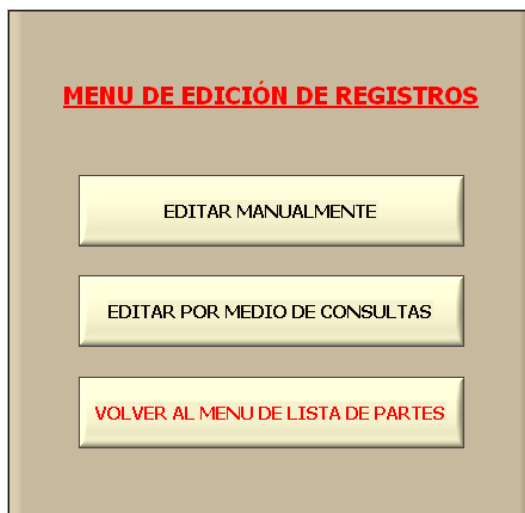 MENU DE EDICIÓN DE REGISTROS
EDITAR MANUALMENTE
EDITAR POR MEDIO DE CONSULTAS
VOLVER AL MENU DE LISTA DE PARTES